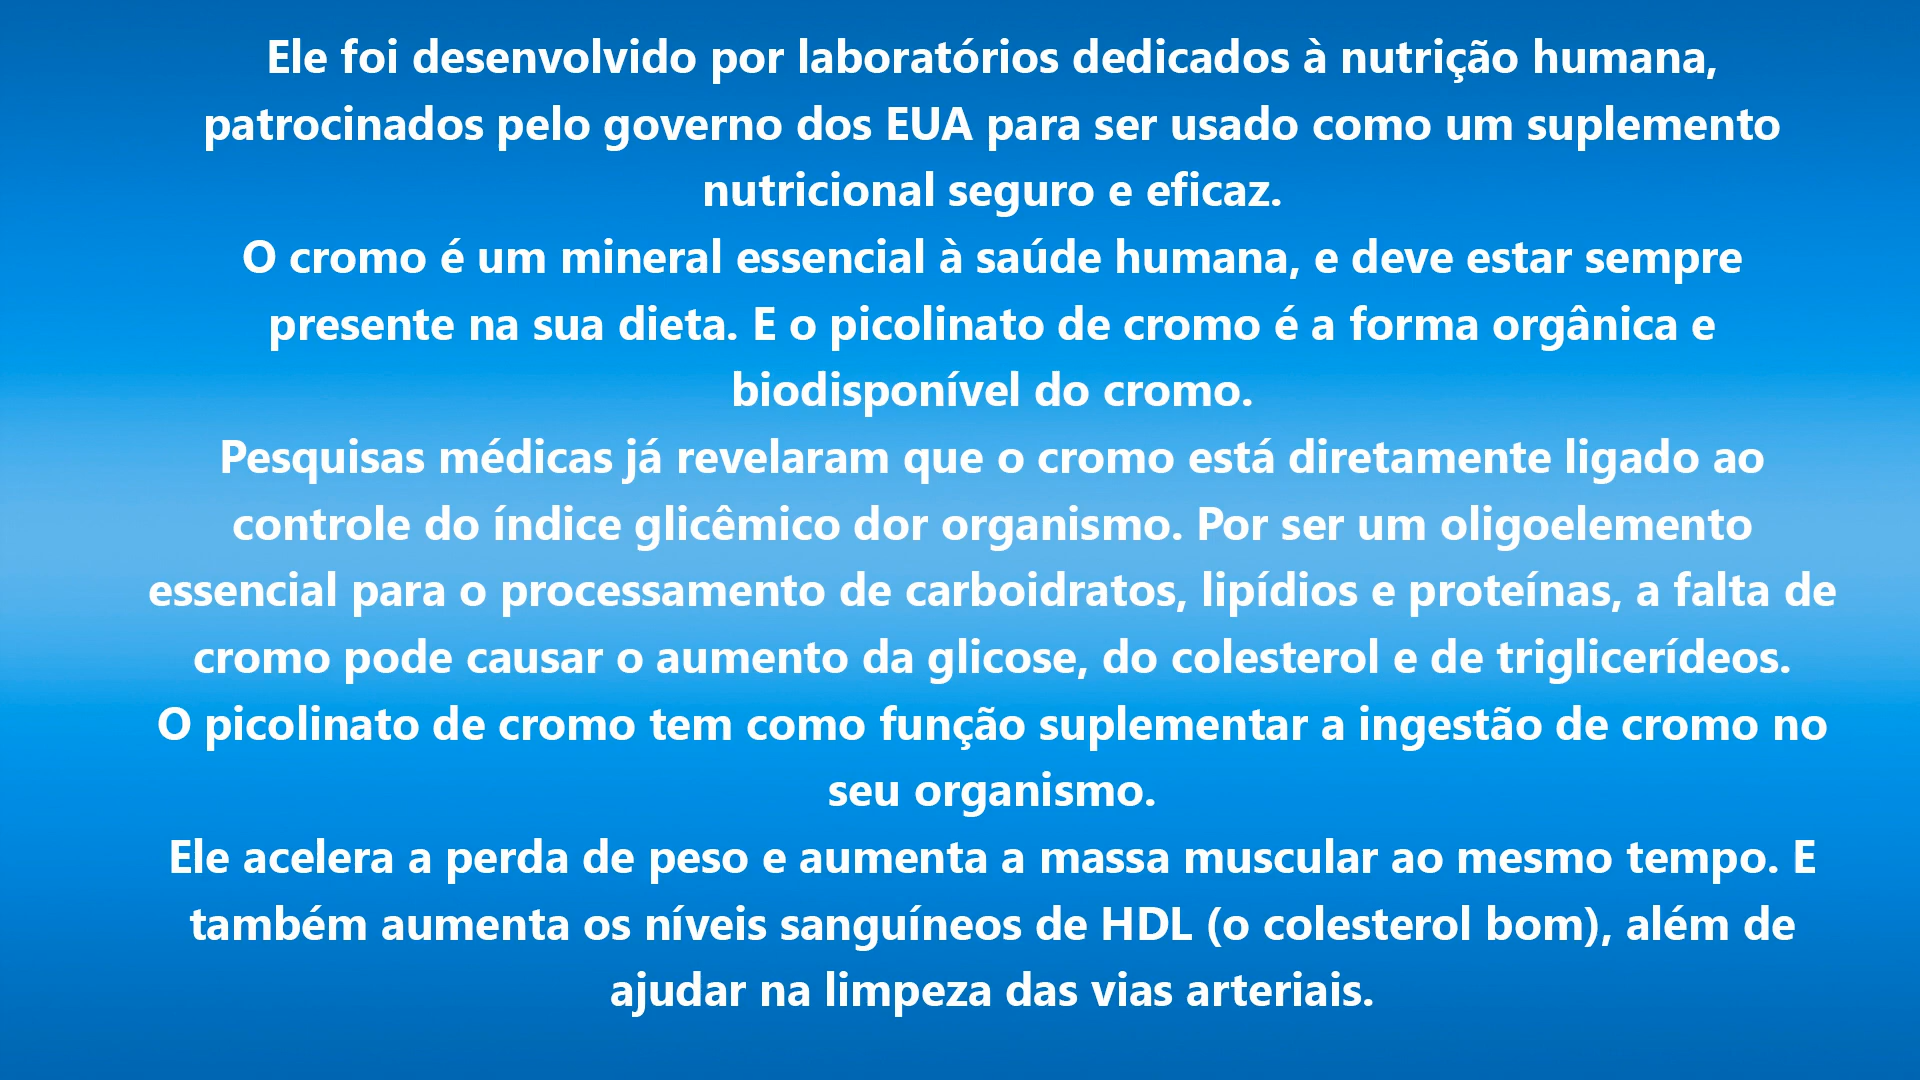 Ele foi desenvolvido por laboratórios dedicados à nutrição humana,
patrocinados pelo governo dos EUA para ser usado como um suplemento
nutricional seguro e eficaz.
O cromo é um mineral essencial à saúde humana, e deve estar sempre
presente na sua dieta. E o picolinato de cromo é a forma orgânica e
biodisponível do cromo.
Pesquisas médicas já revelaram que o cromo está diretamente ligado ao
controle do índice glicêmico dor organismo. Por ser um oligoelemento
essencial para o processamento de carboidratos, lipídios e proteínas, a falta de
cromo pode causar o aumento da glicose, do colesterol e de triglicerídeos.
O picolinato de cromo tem como função suplementar a ingestão de cromo no
seu organismo.
Ele acelera a perda de peso e aumenta a massa muscular ao mesmo tempo. E
também aumenta os níveis sanguíneos de HDL (o colesterol bom), além de
ajudar na limpeza das vias arteriais.